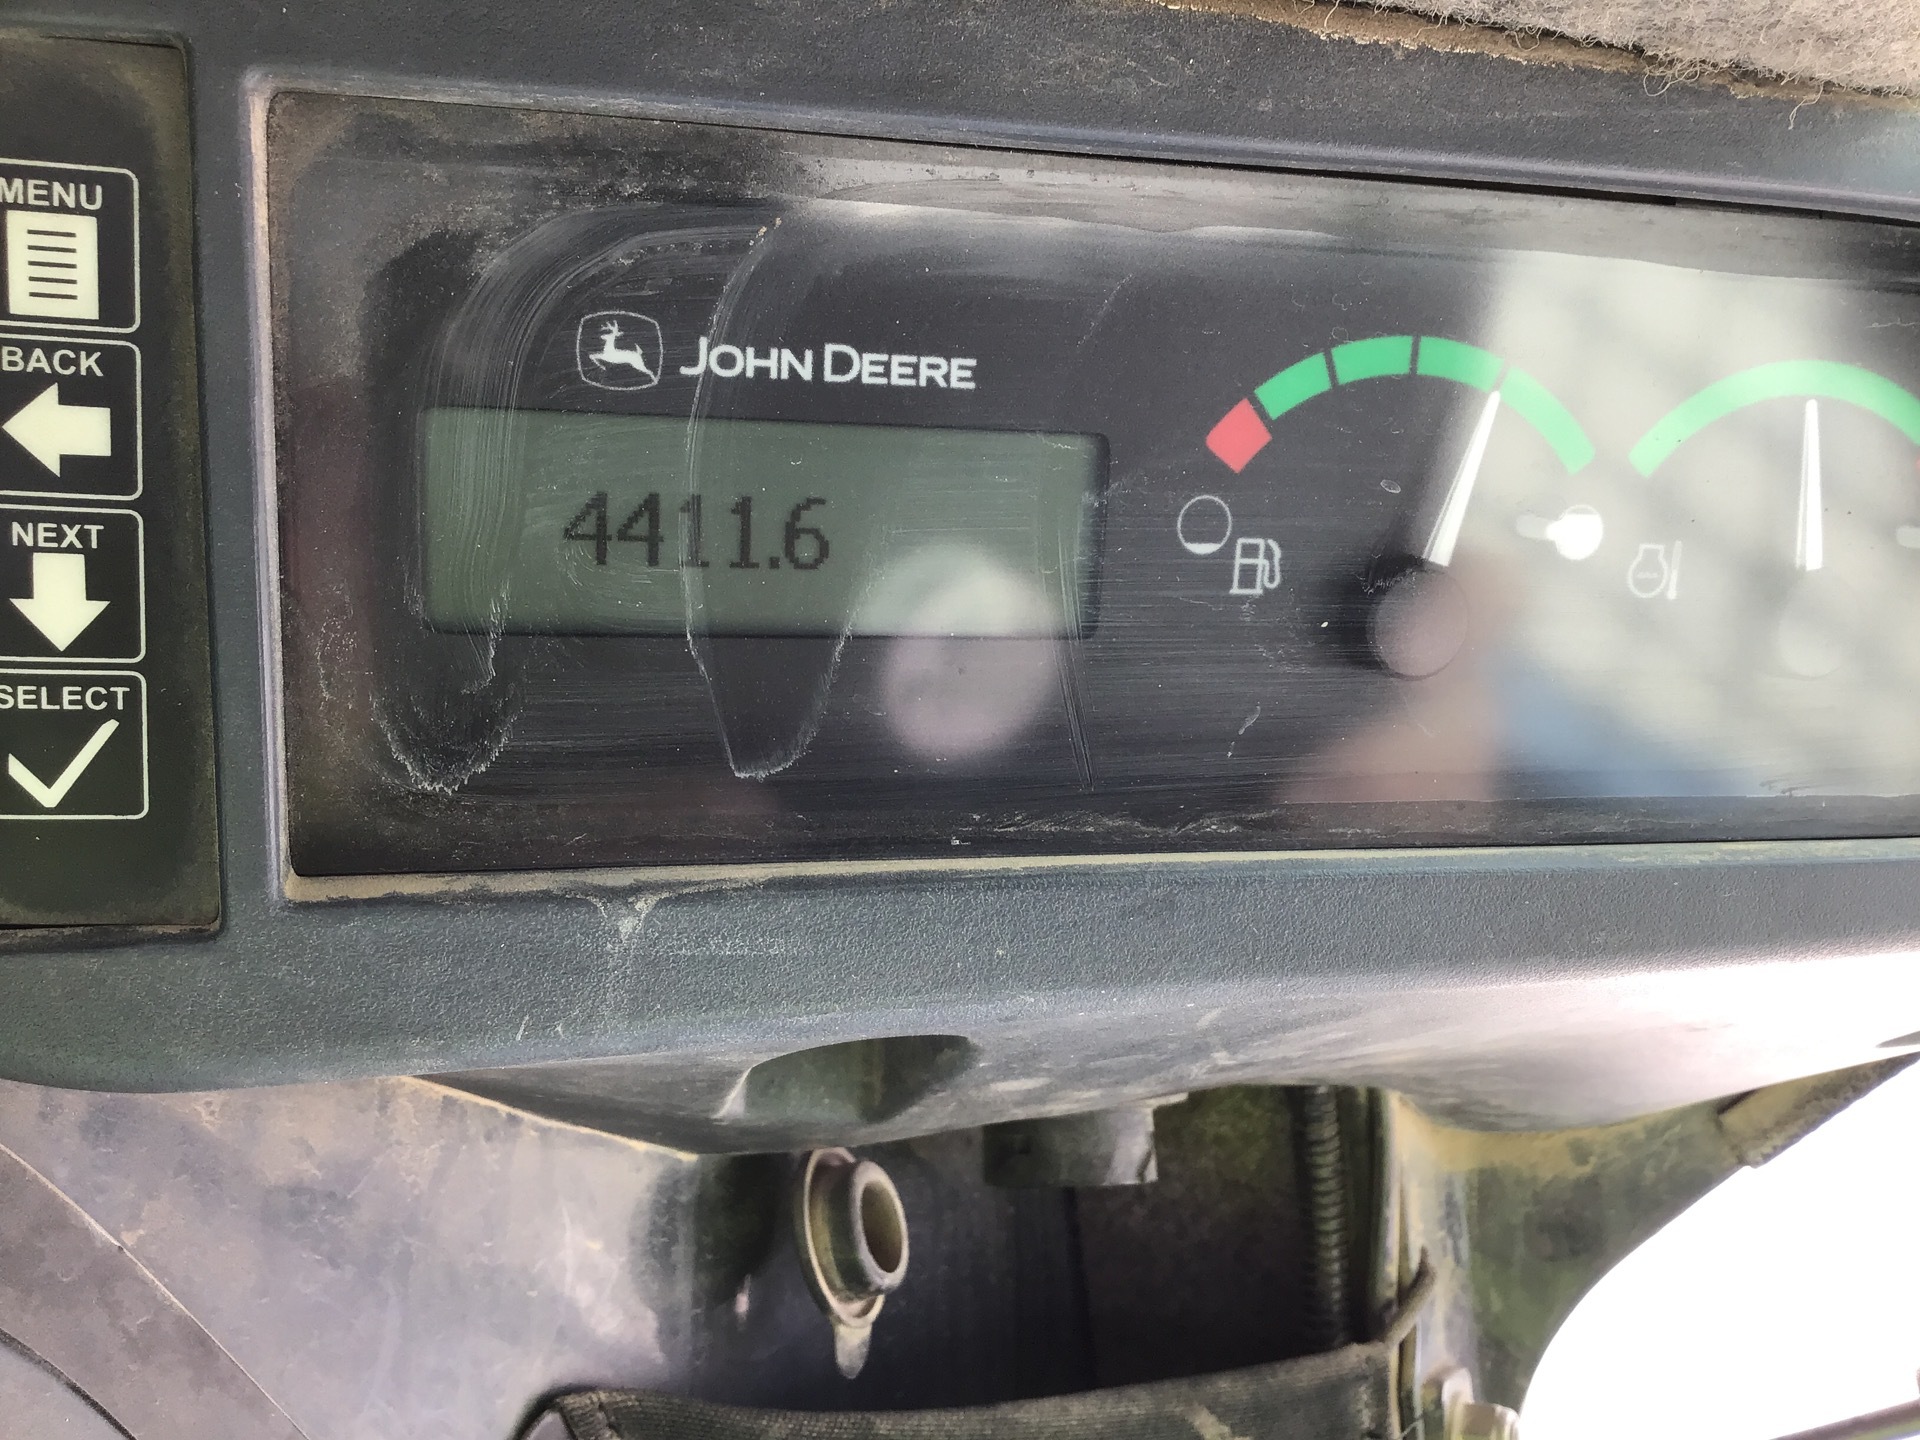 MENU
BACK
NEXT
SELECT
JOHN DEERE
4411.6